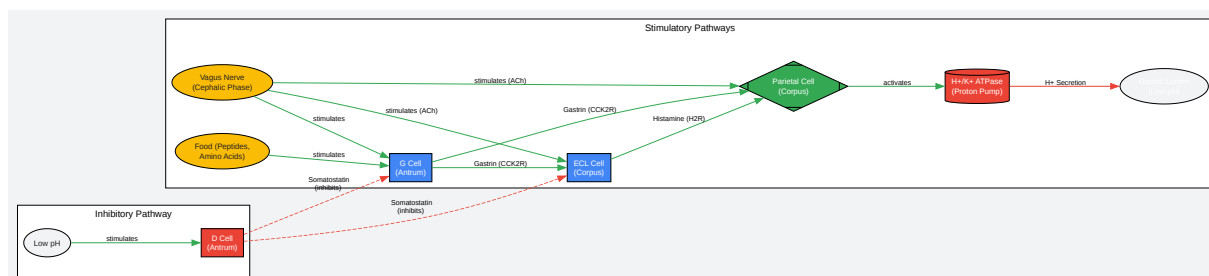 Stimulatory Pathways
Vagus Nerve
(Cephalic Phase)
stimulates (ACh)
Parietal Cell
(Corpus)
activates
H+/K+ ATPase
(Proton Pump)
H+ Secretion
stimulates (ACh)
Gastrin (CCK2R)
stimulates
Histamine (H2R)
Food (Peptides,
Amino Acids)
stimulates
G Cell
(Antrum)
Gastrin (CCK2R)
ECL Cell
(Corpus)
Somatostatin
(inhibits)
Somatostatin
(inhibits)
Inhibitory Pathway
Low pH
stimulates
D Cell
(Antrum)